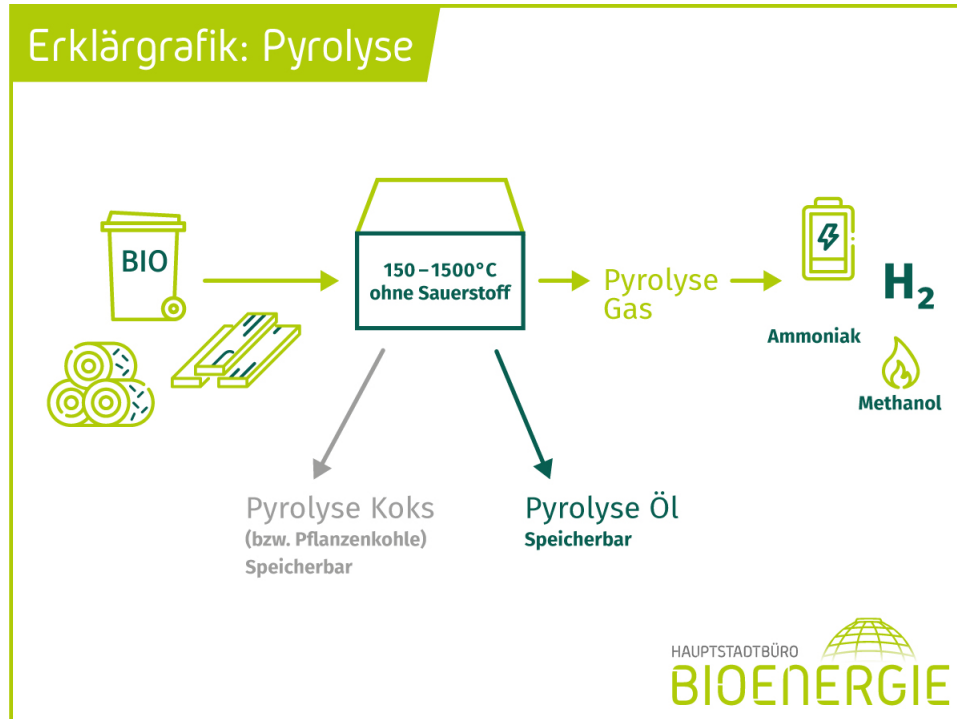 Erklärgrafik: Pyrolyse
BIO
150–1500°C
ohne Sauerstoff
Pyrolyse
Gas
H₂
Ammoniak
Methanol
Pyrolyse Koks
(bzw. Pflanzenkohle)
Speicherbar
Pyrolyse Öl
Speicherbar
HAUPTSTADTBÜRO
BIOENERGIE